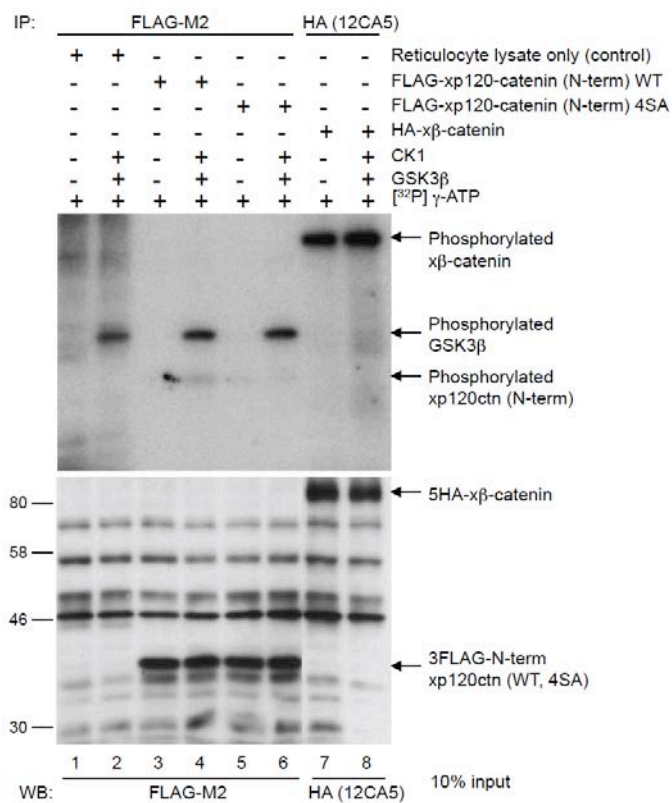 IP: FLAG-M2 HA (12CA5)
+ + - - - - - - Reticulocyte lysate only (control)
- - + + - - - - FLAG-xp120-catenin (N-term) WT
- - - - + + - - FLAG-xp120-catenin (N-term) 4SA
- - - - - - + + HA-xβ-catenin
- + - + - + - + CK1
- + - + - + - + GSK3β
+ + + + + + + + [32P] γ-ATP
Phosphorylated
xβ-catenin
Phosphorylated
GSK3β
Phosphorylated
xp120ctn (N-term)
80
5HA-xβ-catenin
58
46
3FLAG-N-term
xp120ctn (WT, 4SA)
30
1 2 3 4 5 6 7 8
10% input
WB: FLAG-M2 HA (12CA5)